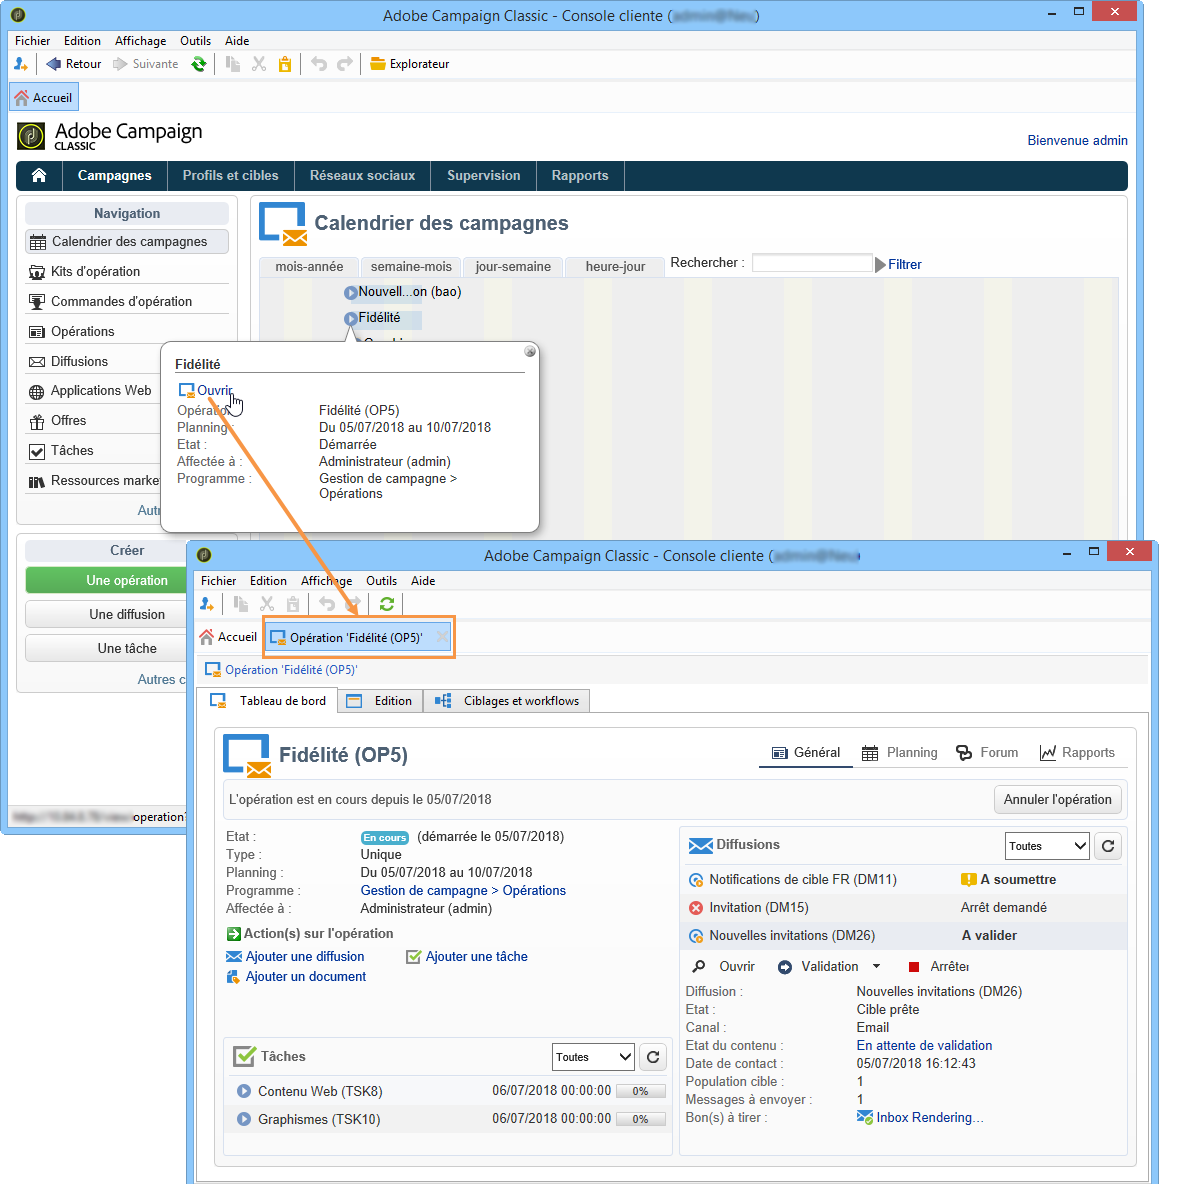 Adobe Campaign Classic - Console cliente (
Fichier Edition Affichage Outils Aide
Retour Suivante Explorateur
Accueil
Adobe Campaign
CLASSIC
Bienvenue admin
Campagnes Profils et cibles Réseaux sociaux Supervision Rapports
Navigation
Calendrier des campagnes
Kits d'opération
Commandes d'opération
Opérations
Diffusions
Applications Web
Offres
Tâches
Ressources marke
Autr
Créer
Une opération
Une diffusion
Une tâche
Autres c
operation
Calendrier des campagnes
mois-année semaine-mois jour-semaine heure-jour Rechercher : Filtrer
Nouvell...on (bao)
Fidélité
Fidélité
Ouvrir
Opération Fidélité (OP5)
Planning : Du 05/07/2018 au 10/07/2018
Etat : Démarrée
Affectée à : Administrateur (admin)
Programme : Gestion de campagne >
Opérations
Adobe Campaign Classic - Console cliente (
Fichier Edition Affichage Outils Aide
Accueil Opération 'Fidélité (OP5)'
Opération 'Fidélité (OP5)'
Tableau de bord Edition Ciblages et workflows
Fidélité (OP5)
Général Planning Forum Rapports
L'opération est en cours depuis le 05/07/2018
Annuler l'opération
Etat : En cours (démarrée le 05/07/2018)
Type : Unique
Planning : Du 05/07/2018 au 10/07/2018
Programme : Gestion de campagne > Opérations
Affectée à : Administrateur (admin)
Action(s) sur l'opération
Ajouter une diffusion Ajouter une tâche
Ajouter un document
Tâches Toutes
Contenu Web (TSK8) 06/07/2018 00:00:00 0%
Graphismes (TSK10) 06/07/2018 00:00:00 0%
Diffusions Toutes
Notifications de cible FR (DM11) A soumettre
Invitation (DM15) Arrêt demandé
Nouvelles invitations (DM26) A valider
Ouvrir Validation Arrêter
Diffusion : Nouvelles invitations (DM26)
Etat : Cible prête
Canal : Email
Etat du contenu : En attente de validation
Date de contact : 05/07/2018 16:12:43
Population cible : 1
Messages à envoyer : 1
Bon(s) à tirer : Inbox Rendering...